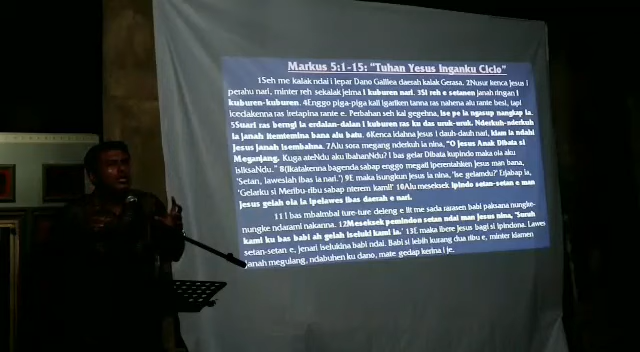 Markus 5:1-15: "Tuhan Yesus Inganku Ciclo"
1Seh me kalak ndai i lepar Dano Galilea daerah kalak Gerasa. 2Nusur kenca Jesus i
perahu nari, minter reh sekalak jelma i kuburen nari. 3Si reh e setanen janah ringan i
kuburen-kuburen. 4Enggo piga-piga kali igariken tanna ras nahena alu rante besi, tapi
icedakenna ras iretapina rante e. Perbahan seh kal gegehna, ise pe la ngasup nangkap ia.
5Suari ras berngi ia erdalan-dalan i kuburen ras ku das uruk-uruk. Nderkuh-nderkuh
ia janah itemtemina bana alu batu. 6Kenca idahna Jesus i dauh-dauh nari, kiam ia ndahi
Jesus janah isembahna. 7Alu sora megang nderkuh ia nina, "O Jesus Anak Dibata si
Meganjang, Kuga ateNdu aku ibahanNdu? I bas gelar Dibata kupindo maka ola aku
isiksaNdu." 8(Ikatakenna bagenda sabap enggo megati iperentahken Jesus man bana,
'Setan, laweslah ibas ia nari.') 9E maka isungkun Jesus ia nina, 'Ise gelarndu?' Erjabap ia,
'Gelarku si Meribu-ribu sabap nterem kami!' 10Alu meseksek ipindo setan-setan e man
Jesus gelah ola ia ipelawes ibas daerah e nari.
11I bas mbalmbal ture-ture deleng e lit me sada rarasen babi paksana nungke-
nungke ndarami nakanna. 12Meseksek pemindon setan ndai man Jesus nina, "Suruh
kami ku bas babi ah gelah iseluki kami ia.' 13E maka ibere Jesus bagi si ipindona. Lawes
setan-setan e, jenari iselukina babi ndai. Babi si lebih kurang dua ribu e, minter kiamen
janah megulang, ndabuhen ku dano, mate gedap kerina i je.